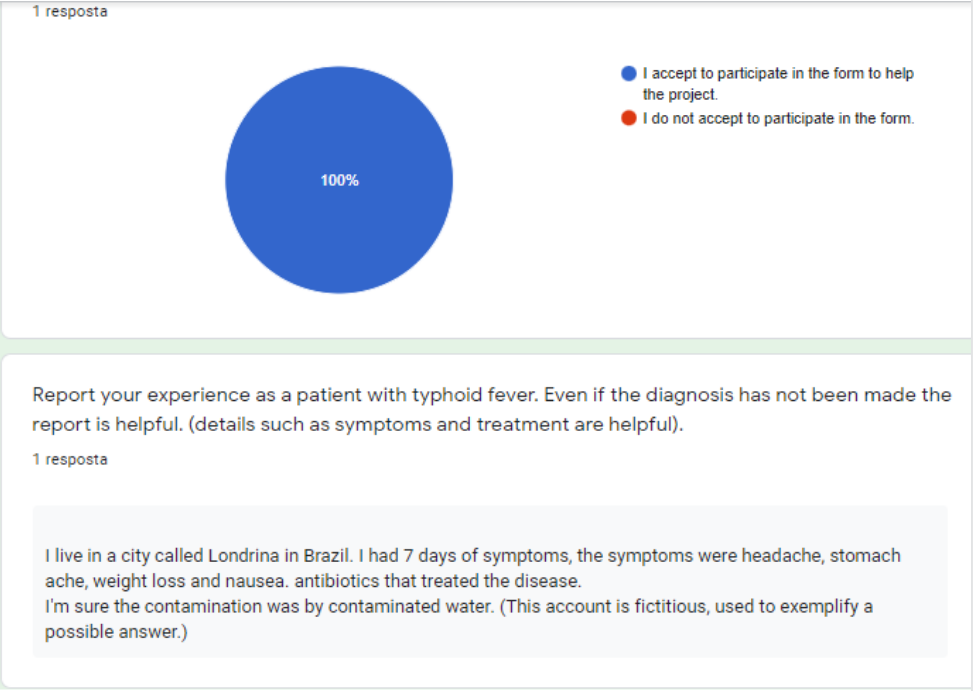 1 resposta
I accept to participate in the form to help
the project.
I do not accept to participate in the form.
100%
Report your experience as a patient with typhoid fever. Even if the diagnosis has not been made the
report is helpful. (details such as symptoms and treatment are helpful).
1 resposta
I live in a city called Londrina in Brazil. I had 7 days of symptoms, the symptoms were headache, stomach
ache, weight loss and nausea. antibiotics that treated the disease.
I'm sure the contamination was by contaminated water. (This account is fictitious, used to exemplify a
possible answer.)